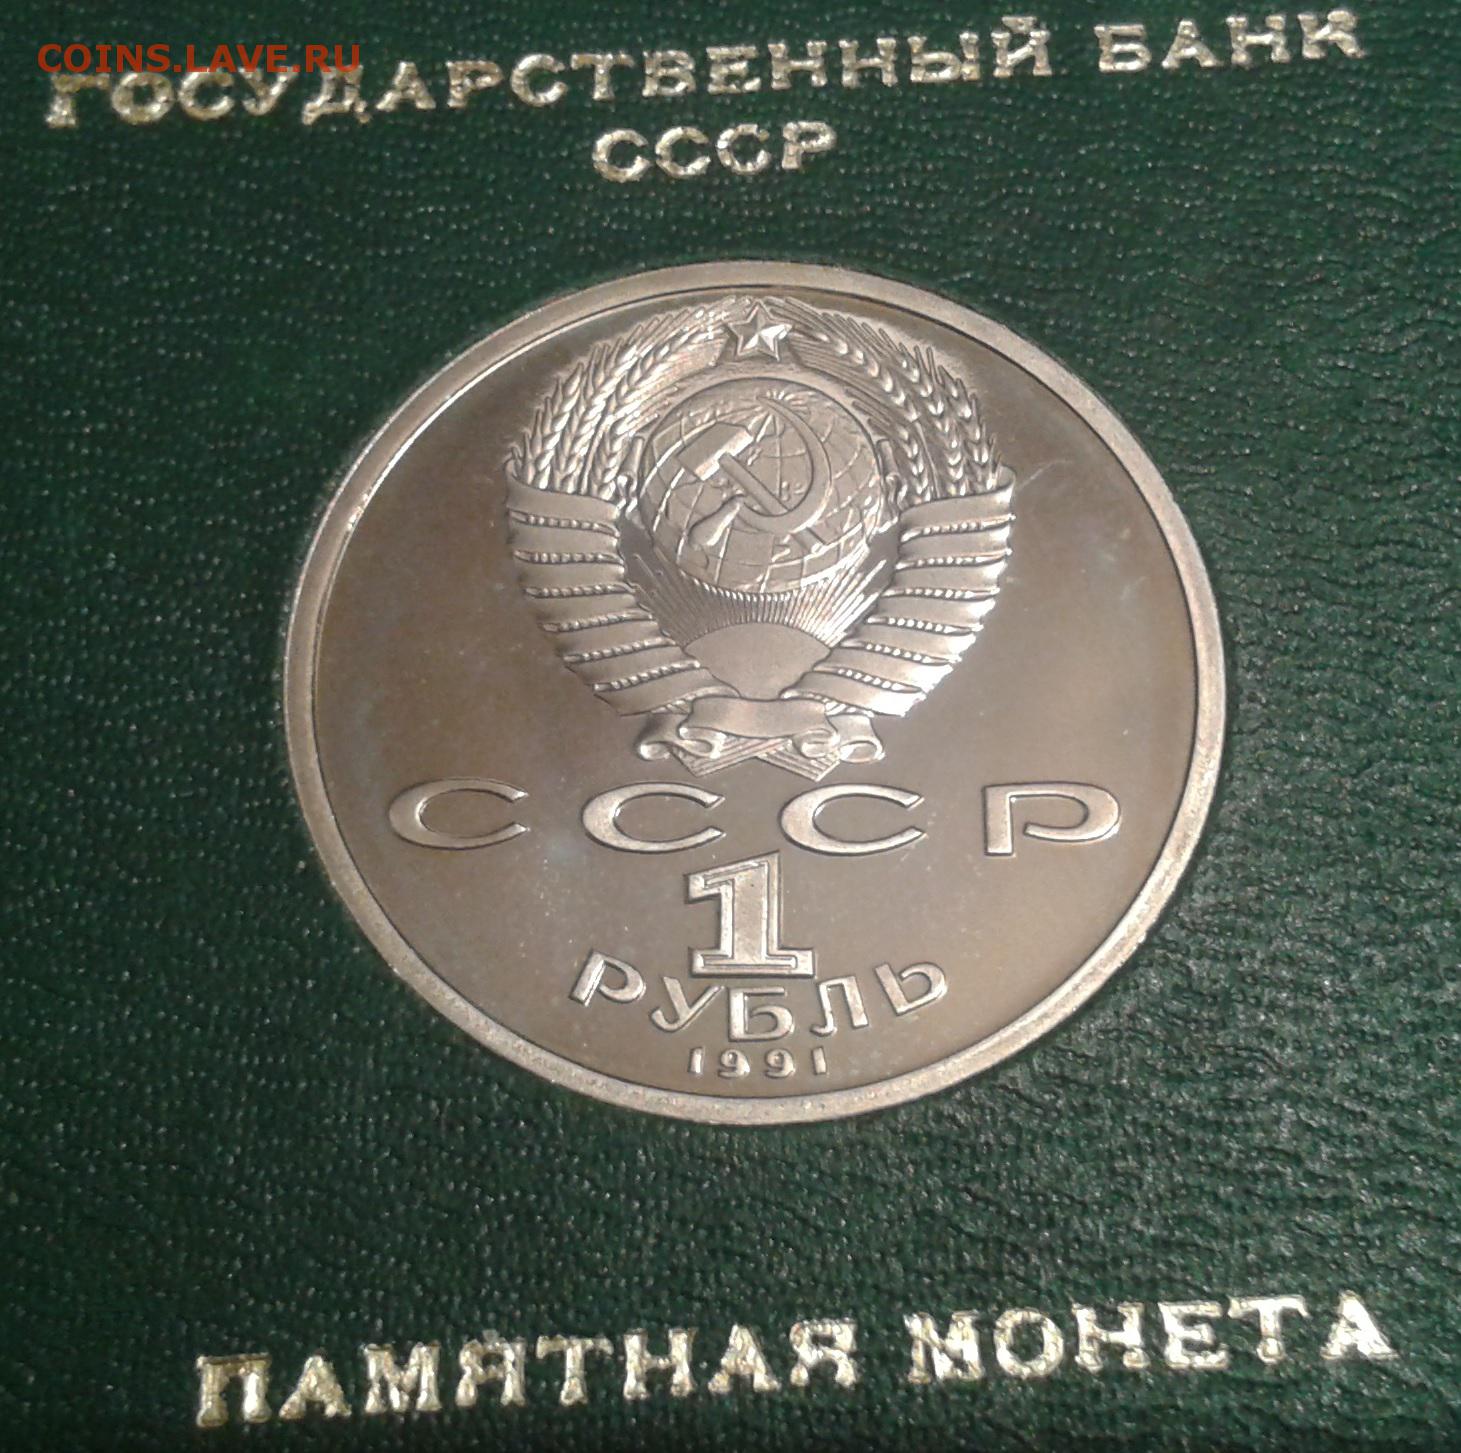 COINS.LAVE.RU
ГОСУДАРСТВЕННЫЙ БАНК
СССР
СССР
1
РУБЛЬ
1991
ПАМЯТНАЯ МОНЕТА